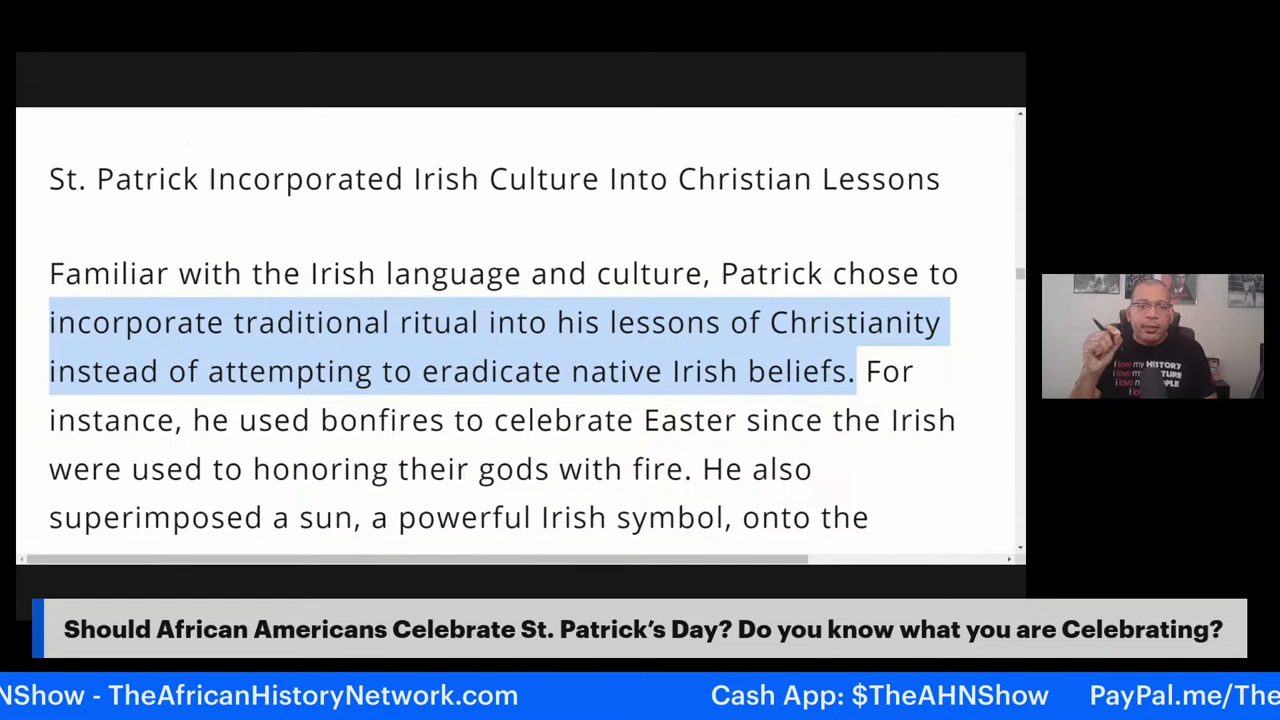 St. Patrick Incorporated Irish Culture Into Christian Lessons
Familiar with the Irish language and culture, Patrick chose to
incorporate traditional ritual into his lessons of Christianity
instead of attempting to eradicate native Irish beliefs. For
instance, he used bonfires to celebrate Easter since the Irish
were used to honoring their gods with fire. He also
superimposed a sun, a powerful Irish symbol, onto the
I love my HISTORY
Should African Americans Celebrate St. Patrick's Day? Do you know what you are Celebrating?
NShow - TheAfricanHistoryNetwork.com Cash App: $TheAHNShow PayPal.me/The